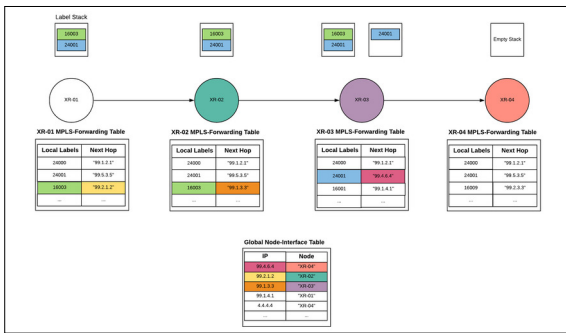 Label Stack
16003
24001
16003
24001
16003
24001
24001
Empty Stack
XR-01
XR-02
XR-03
XR-04
XR-01 MPLS-Forwarding Table
Local Labels Next Hop
24000 "99.1.2.1"
24001 "99.5.3.5"
16003 "99.2.1.2"
... ...
XR-02 MPLS-Forwarding Table
Local Labels Next Hop
24000 "99.1.2.1"
24001 "99.5.3.5"
16003 "99.1.3.3"
... ...
XR-03 MPLS-Forwarding Table
Local Labels Next Hop
24000 "99.1.2.1"
24001 "99.4.6.4"
16001 "99.1.4.1"
... ...
XR-04 MPLS-Forwarding Table
Local Labels Next Hop
24000 "99.1.2.1"
24001 "99.5.3.5"
16009 "99.2.3.3"
... ...
Global Node-Interface Table
IP Node
99.4.6.4 "XR-04"
99.2.1.2 "XR-02"
99.1.3.3 "XR-03"
99.1.4.1 "XR-01"
4.4.4.4 "XR-04"
... ...